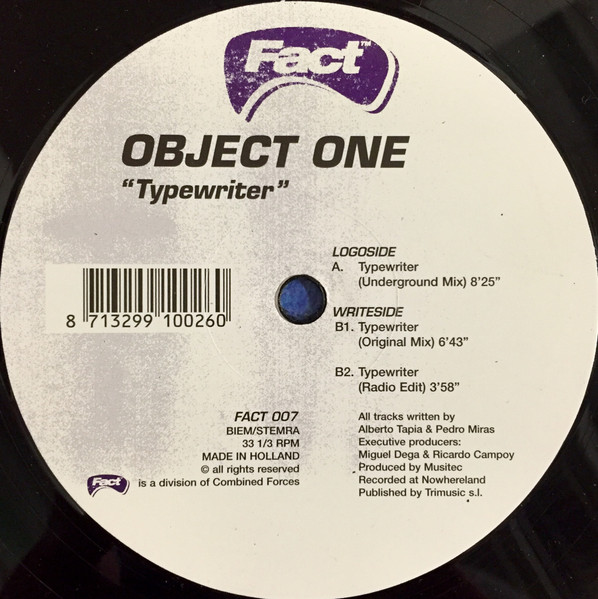 Fact™
OBJECT ONE
“Typewriter”
LOGOSIDE
A. Typewriter
(Underground Mix) 8’25”
WRITESIDE
B1. Typewriter
(Original Mix) 6’43”
B2. Typewriter
(Radio Edit) 3’58”
8 713299 100260
FACT 007
BIEM/STEMRA
33 1/3 RPM
MADE IN HOLLAND
© all rights reserved
Fact™ is a division of Combined Forces
All tracks written by
Alberto Tapia & Pedro Miras
Executive producers:
Miguel Dega & Ricardo Campoy
Produced by Musitec
Recorded at Nowhereland
Published by Trimusic s.l.